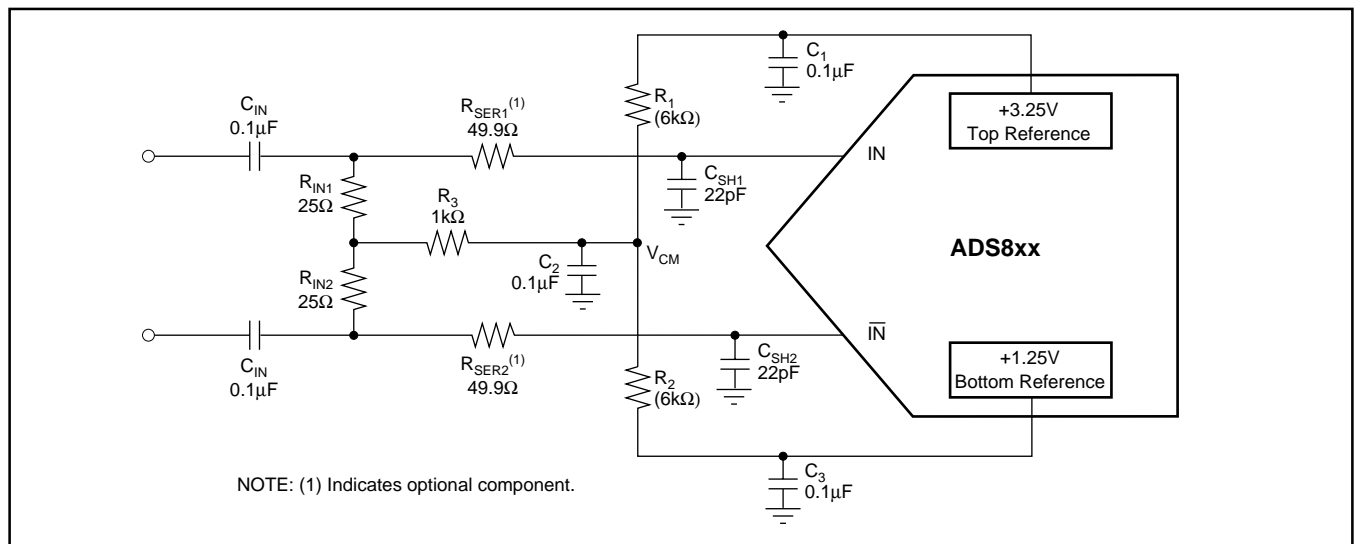 C1
0.1μF
R1
(6kΩ)
+3.25V
Top Reference
CIN
0.1μF
RSER1(1)
49.9Ω
IN
CSH1
22pF
RIN1
25Ω
R3
1kΩ
ADS8xx
VCM
C2
0.1μF
RIN2
25Ω
IN
CIN
0.1μF
RSER2(1)
49.9Ω
CSH2
22pF
R2
(6kΩ)
+1.25V
Bottom Reference
C3
0.1μF
NOTE: (1) Indicates optional component.